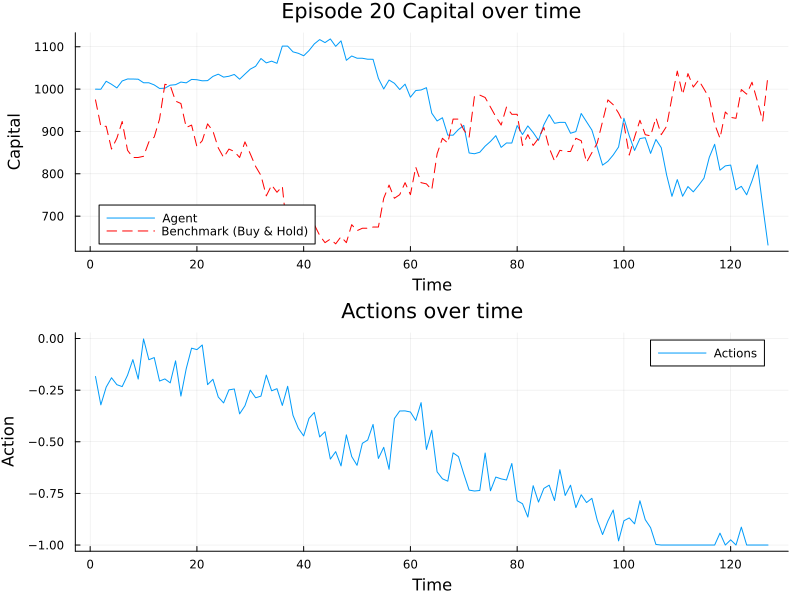 Episode 20 Capital over time
Capital
1100
1000
900
800
700
Agent
Benchmark (Buy & Hold)
0 20 40 60 80 100 120
Time
Actions over time
Action
0.00
−0.25
−0.50
−0.75
−1.00
Actions
0 20 40 60 80 100 120
Time